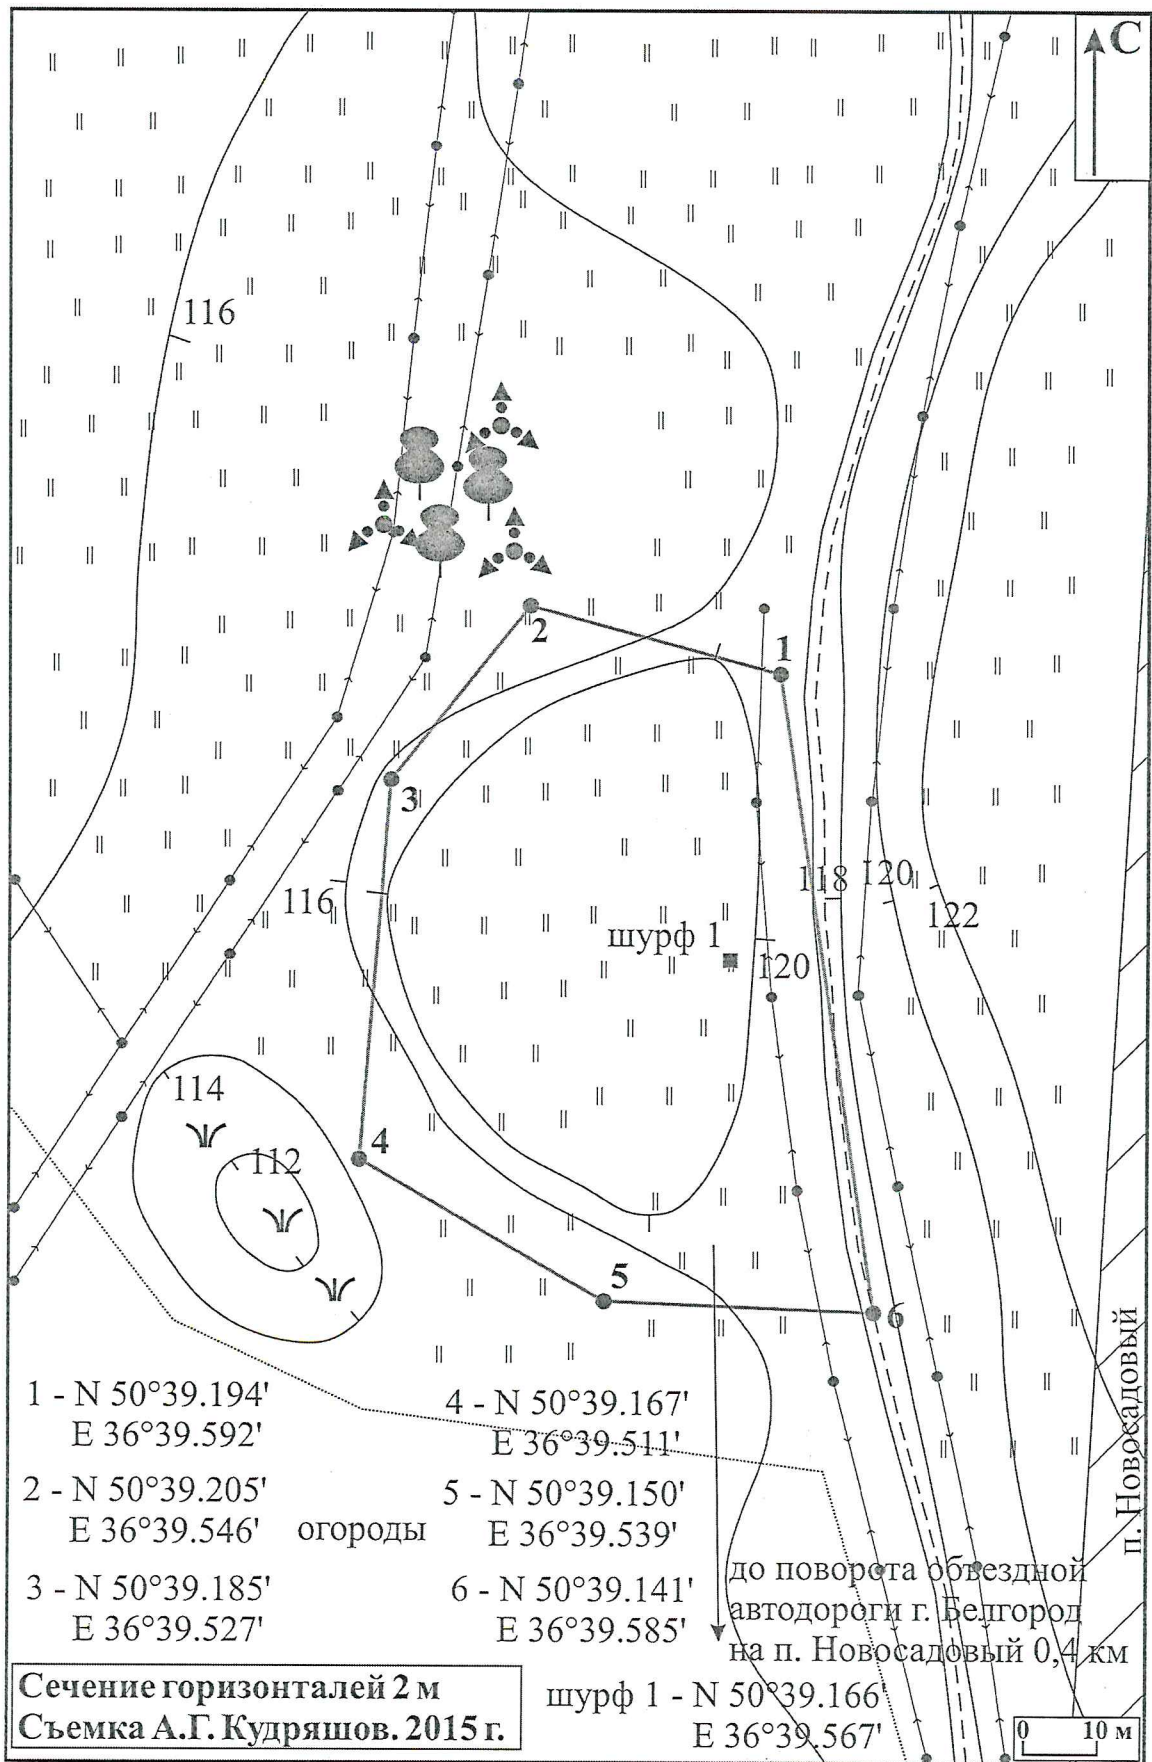 С
116
2
1
3
116
118
120
122
шурф 1
120
114
4
112
5
6
п. Новосадовый
1 - N 50°39.194'
E 36°39.592'
2 - N 50°39.205'
E 36°39.546'
3 - N 50°39.185'
E 36°39.527'
огороды
4 - N 50°39.167'
E 36°39.511'
5 - N 50°39.150'
E 36°39.539'
6 - N 50°39.141'
E 36°39.585'
до поворота объездной
автодороги г. Белгород
на п. Новосадовый 0,4 км
шурф 1 - N 50°39.166'
E 36°39.567'
Сечение горизонталей 2 м
Съемка А.Г. Кудряшов. 2015 г.
0 10 м